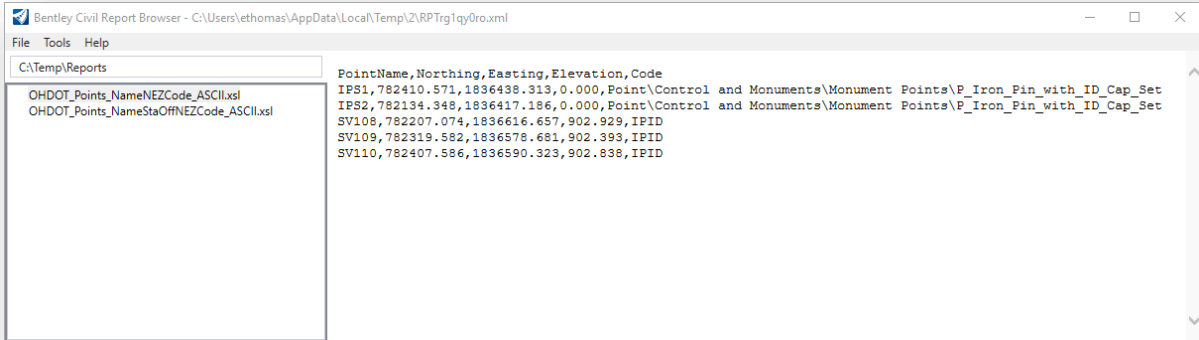 Bentley Civil Report Browser - C:\Users\ethomas\AppData\Local\Temp\2\RPTrg1qy0ro.xml
File Tools Help
C:\Temp\Reports
OHDOT_Points_NameNEZCode_ASCII.xsl
OHDOT_Points_NameStaOffNEZCode_ASCII.xsl
PointName,Northing,Easting,Elevation,Code
IPS1,782410.571,1836438.313,0.000,Point\Control and Monuments\Monument Points\P_Iron_Pin_with_ID_Cap_Set
IPS2,782134.348,1836417.186,0.000,Point\Control and Monuments\Monument Points\P_Iron_Pin_with_ID_Cap_Set
SV108,782207.074,1836616.657,902.929,IPID
SV109,782319.582,1836578.681,902.393,IPID
SV110,782407.586,1836590.323,902.838,IPID